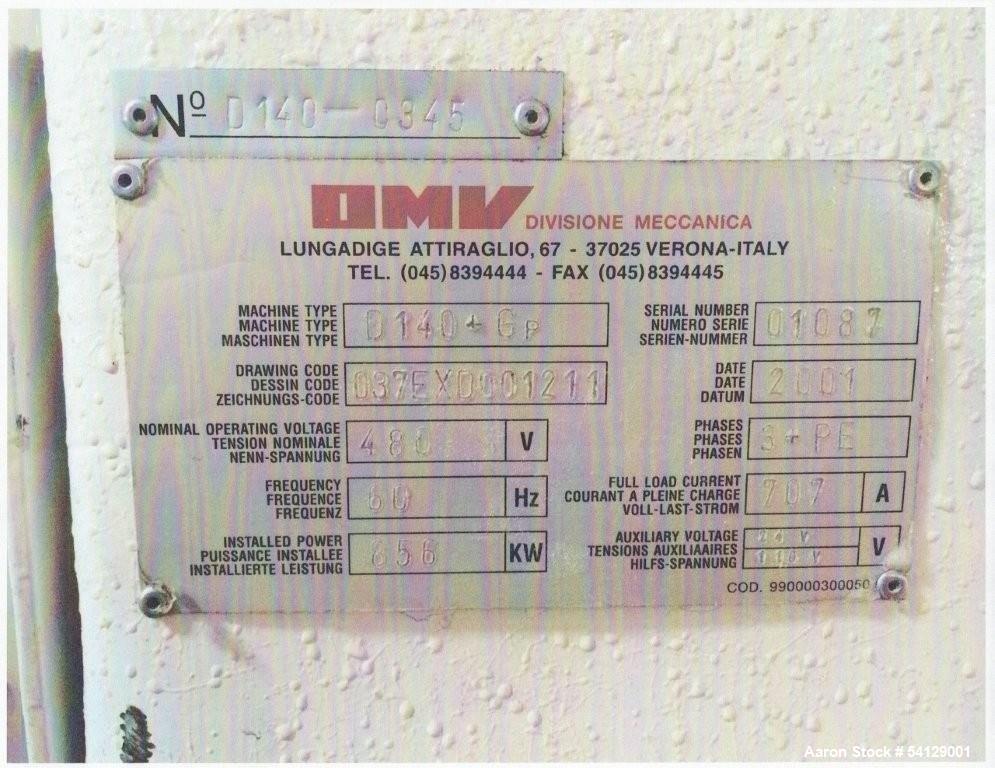 Nº D140-0345
OMV DIVISIONE MECCANICA
LUNGADIGE ATTIRAGLIO, 67 - 37025 VERONA-ITALY
TEL. (045) 8394444 - FAX (045) 8394445
MACHINE TYPE
MACHINE TYPE
MASCHINEN TYPE
D140+GP
SERIAL NUMBER
NUMERO SERIE
SERIEN-NUMMER
01087
DRAWING CODE
DESSIN CODE
ZEICHNUNGS-CODE
037EXD001211
DATE
DATE
DATUM
2001
NOMINAL OPERATING VOLTAGE
TENSION NOMINALE
NENN-SPANNUNG
480 V
PHASES
PHASES
PHASEN
3+PE
FREQUENCY
FREQUENCE
FREQUENZ
60 Hz
FULL LOAD CURRENT
COURANT A PLEINE CHARGE
VOLL-LAST-STROM
707 A
INSTALLED POWER
PUISSANCE INSTALLEE
INSTALLIERTE LEISTUNG
656 KW
AUXILIARY VOLTAGE
TENSIONS AUXILIAAIRES
HILFS-SPANNUNG
24 V
110 V
V
COD. 990000300050
Aaron Stock # 54129001